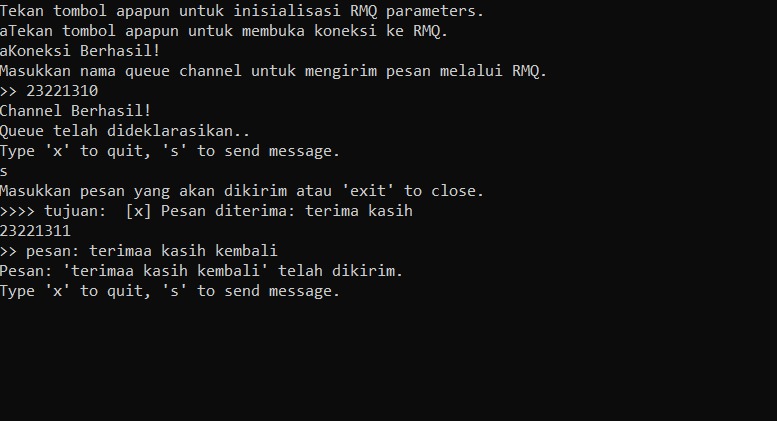 Tekan tombol apapun untuk inisialisasi RMQ parameters.
aTekan tombol apapun untuk membuka koneksi ke RMQ.
aKoneksi Berhasil!
Masukkan nama queue channel untuk mengirim pesan melalui RMQ.
>> 23221310
Channel Berhasil!
Queue telah dideklarasikan..
Type 'x' to quit, 's' to send message.
s
Masukkan pesan yang akan dikirim atau 'exit' to close.
>>>> tujuan:  [x] Pesan diterima: terima kasih
23221311
>> pesan: terimaa kasih kembali
Pesan: 'terimaa kasih kembali' telah dikirim.
Type 'x' to quit, 's' to send message.